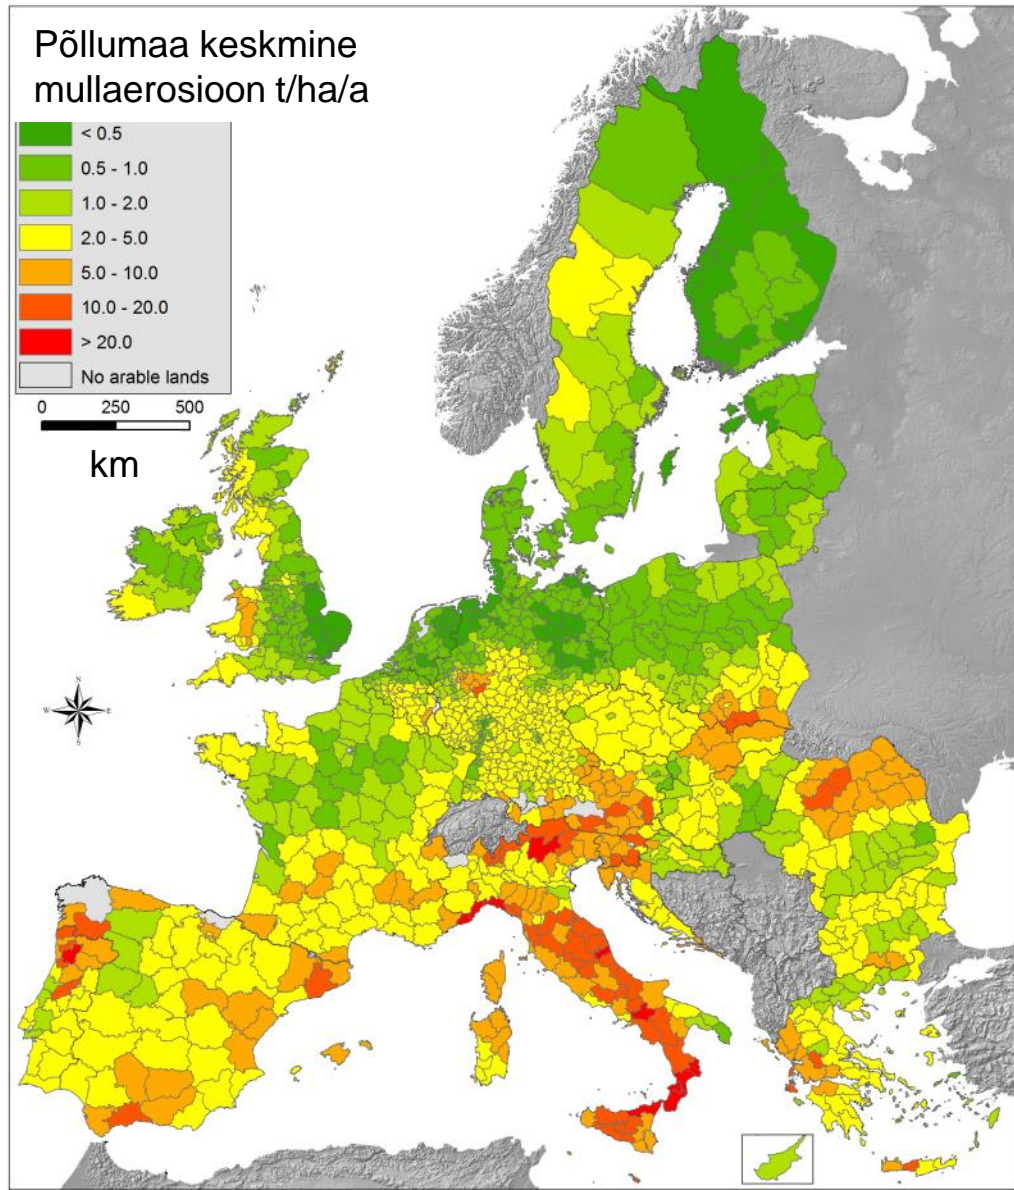 Põllumaa keskmine
mullaerosioon t/ha/a
< 0.5
0.5 - 1.0
1.0 - 2.0
2.0 - 5.0
5.0 - 10.0
10.0 - 20.0
> 20.0
No arable lands
0 250 500
km
N
W E
S